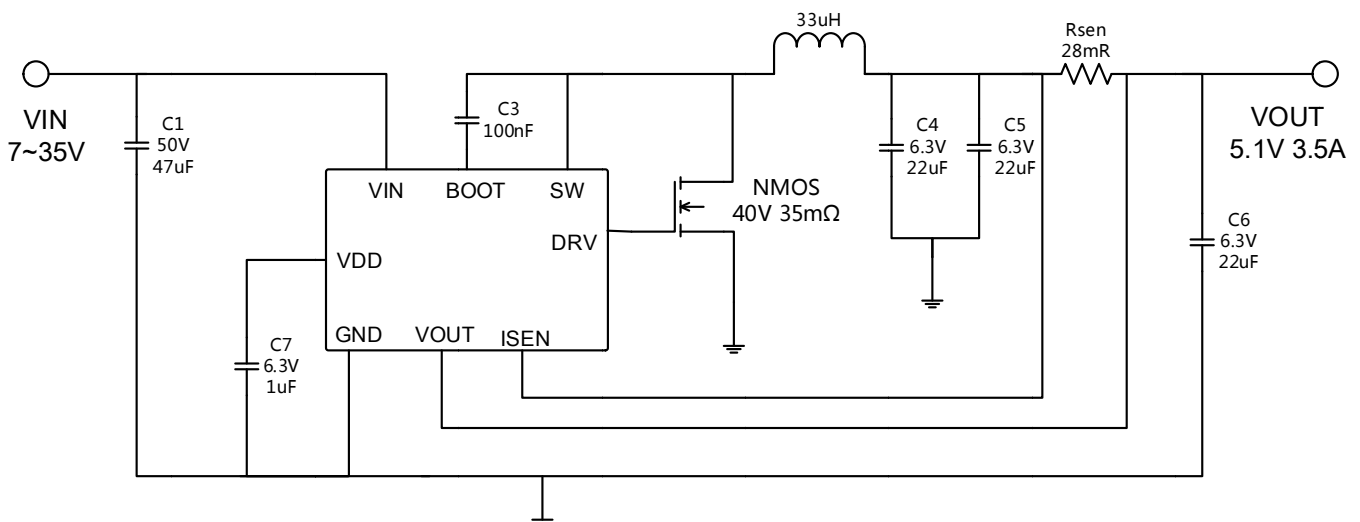 33uH
Rsen
28mR
VIN
7~35V
C1
50V
47uF
C3
100nF
C4
6.3V
22uF
C5
6.3V
22uF
VOUT
5.1V 3.5A
VIN
BOOT
SW
NMOS
40V 35mΩ
DRV
VDD
C6
6.3V
22uF
GND
VOUT
ISEN
C7
6.3V
1uF